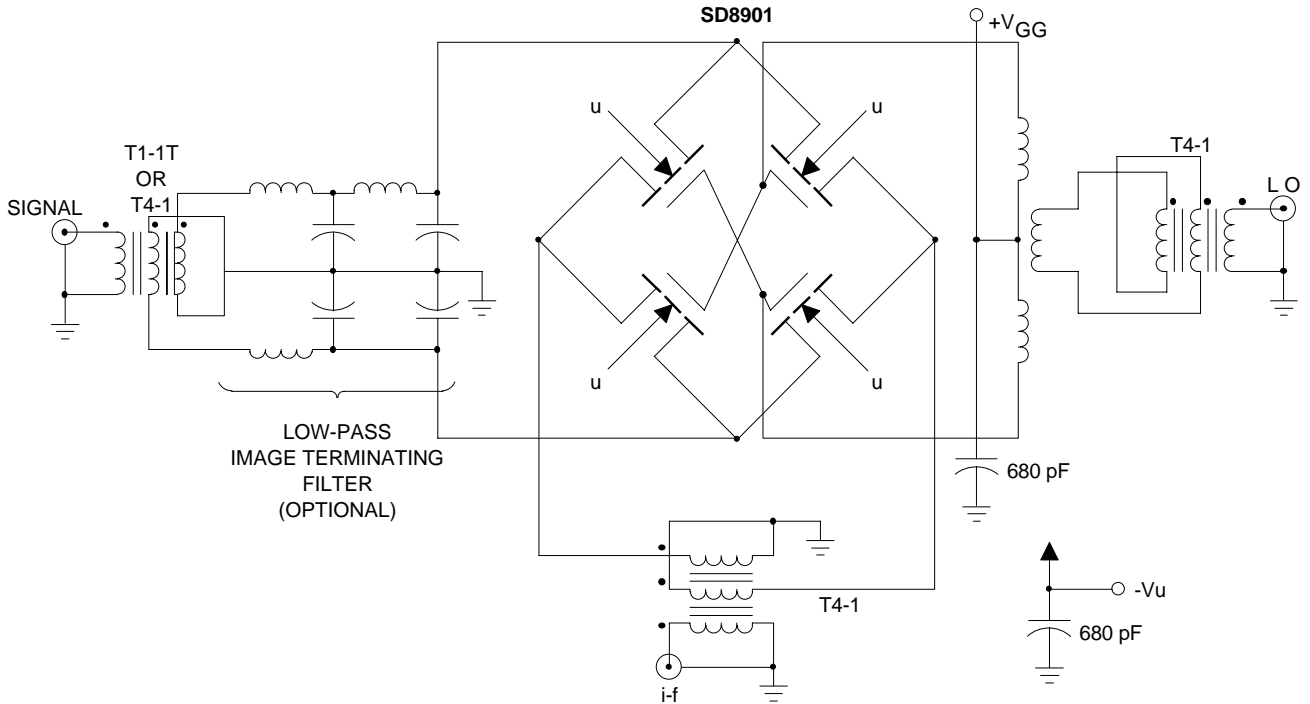 SD8901
+VGG
u
u
T1-1T
OR
T4-1
T4-1
SIGNAL
L O
u
u
LOW-PASS
IMAGE TERMINATING
FILTER
(OPTIONAL)
680 pF
T4-1
-Vu
680 pF
i-f